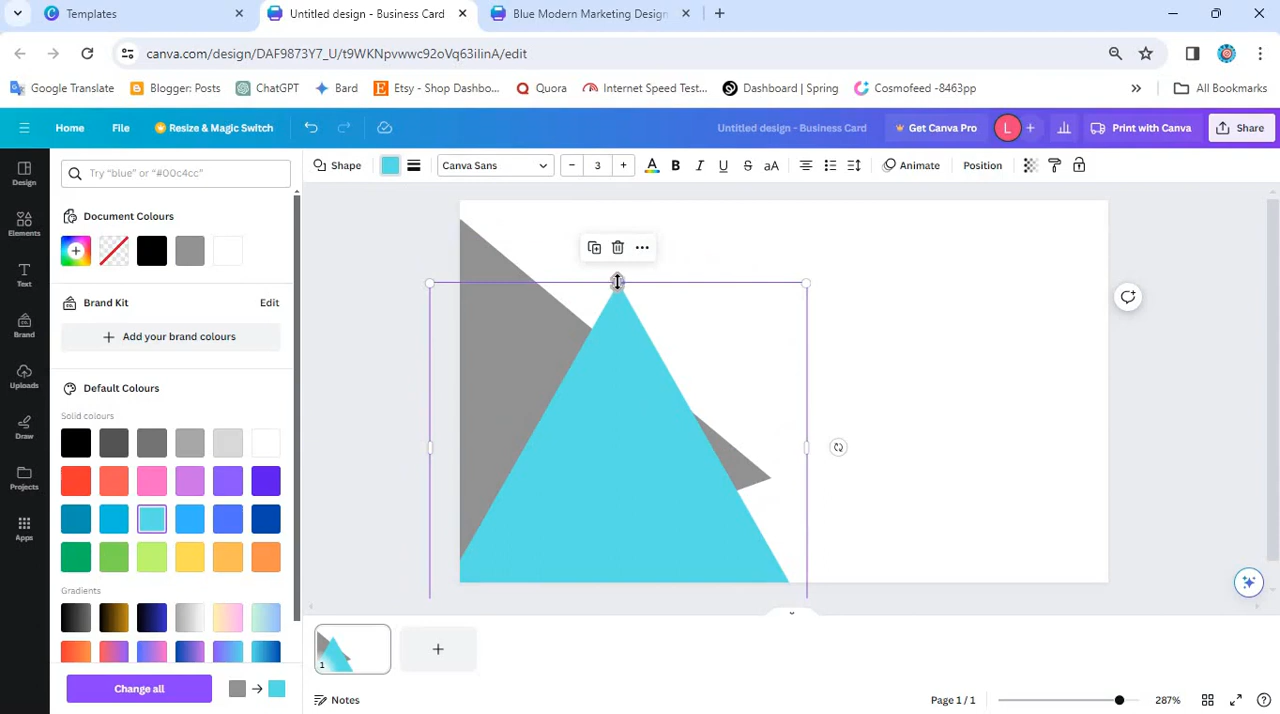 Templates
Untitled design - Business Card
Blue Modern Marketing Design
canva.com/design/DAF9873Y7_U/t9WKNpvwwc92oVq63iIinA/edit
Google Translate
Blogger: Posts
ChatGPT
Bard
Etsy - Shop Dashbo...
Quora
Internet Speed Test...
Dashboard | Spring
Cosmofeed -8463pp
All Bookmarks
Home
File
Resize & Magic Switch
Untitled design - Business Card
Get Canva Pro
L
Print with Canva
Share
Design
Elements
Text
Brand
Uploads
Draw
Projects
Apps
Try "blue" or "#00c4cc"
Document Colours
Brand Kit
Edit
Add your brand colours
Default Colours
Solid colours
Gradients
Change all
Shape
Canva Sans
3
A
B
I
U
S
aA
Animate
Position
1
Notes
Page 1 / 1
287%